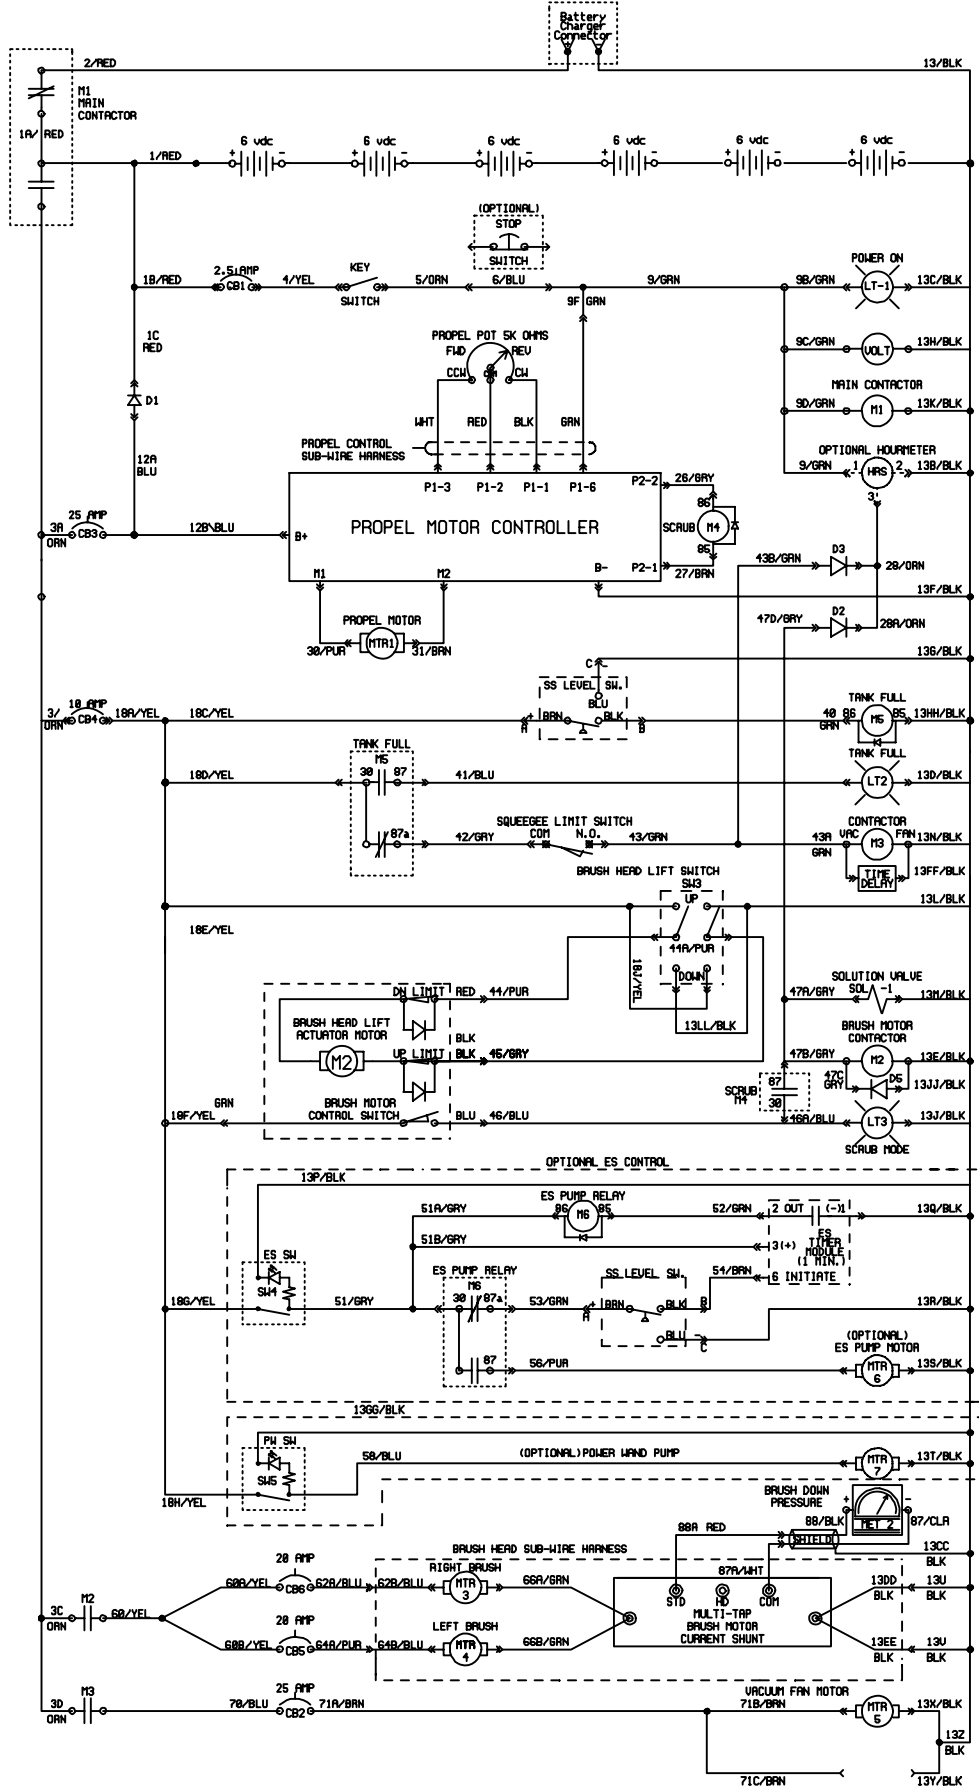 Battery
Charger
Connector
+ -
2/RED
13/BLK
M1
MAIN
CONTACTOR
1A/ RED
1/RED
6 vdc 6 vdc 6 vdc 6 vdc 6 vdc 6 vdc
+ - + - + - + - + - + -
(OPTIONAL)
STOP
SWITCH
POWER ON
1B/RED
2.5 AMP
CB1
4/YEL
KEY
SWITCH
5/ORN
6/BLU
9F GRN
9/GRN
9B/GRN
LT-1
13C/BLK
1C
RED
PROPEL POT 5K OHMS
FWD
REV
CCW
CW
9C/GRN
VOLT
13H/BLK
MAIN CONTACTOR
9D/GRN
M1
13K/BLK
D1
WHT
RED
BLK
GRN
PROPEL CONTROL
SUB-WIRE HARNESS
12A
BLU
OPTIONAL HOURMETER
9/GRN
1
HRS
2
13B/BLK
3
P1-3
P1-2
P1-1
P1-6
P2-2
26/GRY
86
25 AMP
3A
ORN
CB3
12B\BLU
B+
PROPEL MOTOR CONTROLLER
SCRUB
M4
85
43B/GRN
D3
28/ORN
M1
M2
B-
P2-1
27/BRN
13F/BLK
PROPEL MOTOR
30/PUR
MTR1
31/BRN
47D/GRY
D2
28A/ORN
C -
13G/BLK
10 AMP
3/
ORN
CB4
18A/YEL
18C/YEL
SS LEVEL SW.
BLU
+
A
BRN
BLK
B
TANK FULL
40 86
GRN
M5
85
13HH/BLK
TANK FULL
M5
30
87
18D/YEL
41/BLU
TANK FULL
LT2
13D/BLK
87a
42/GRY
SQUEEGEE LIMIT SWITCH
COM
N.O.
43/GRN
CONTACTOR
43A
GRN
VAC
M3
FAN
13N/BLK
TIME
DELAY
13FF/BLK
BRUSH HEAD LIFT SWITCH
SW3
UP
13L/BLK
18E/YEL
44A/PUR
18J/YEL
DOWN
13LL/BLK
DN LIMIT
RED
44/PUR
BRUSH HEAD LIFT
ACTUATOR MOTOR
BLK
SOLUTION VALVE
47A/GRY
SOL -1
13M/BLK
M2
UP LIMIT
BLK
45/GRY
BRUSH MOTOR
CONTACTOR
47B/GRY
M2
13E/BLK
47C
GRY
D5
13JJ/BLK
SCRUB
M4
87
30
GRN
18F/YEL
BRUSH MOTOR
CONTROL SWITCH
BLU
46/BLU
46A/BLU
LT3
13J/BLK
SCRUB MODE
OPTIONAL ES CONTROL
13P/BLK
ES PUMP RELAY
51A/GRY
86
M6
85
52/GRN
2 OUT
(-)1
13Q/BLK
51B/GRY
3(+)
ES
TIMER
MODULE
(1 MIN.)
54/BRN
6 INITIATE
ES SW
SW4
18G/YEL
51/GRY
ES PUMP RELAY
M6
30
87a
53/GRN
SS LEVEL SW.
+
A
BRN
BLK
B
BLU
-
C
13R/BLK
87
56/PUR
(OPTIONAL)
ES PUMP MOTOR
MTR
6
13S/BLK
13GG/BLK
PW SW
SW5
58/BLU
(OPTIONAL)POWER WAND PUMP
MTR
7
13T/BLK
18H/YEL
BRUSH DOWN
PRESSURE
+
-
88/BLK
MET 2
87/CLR
88A RED
SHIELD
13CC
BLK
BRUSH HEAD SUB-WIRE HARNESS
87A/WHT
20 AMP
60A/YEL
CB6
62A/BLU
62B/BLU
RIGHT BRUSH
MTR
3
66A/GRN
STD
HD
COM
MULTI-TAP
BRUSH MOTOR
CURRENT SHUNT
13DD
BLK
13U
BLK
3C
ORN
M2
60/YEL
20 AMP
60B/YEL
CB5
64A/PUR
64B/BLU
LEFT BRUSH
MTR
4
66B/GRN
13EE
BLK
13V
BLK
3D
ORN
M3
70/BLU
25 AMP
CB2
71A/BRN
VACUUM FAN MOTOR
71B/BRN
MTR
5
13X/BLK
13Z
BLK
71C/BRN
13Y/BLK